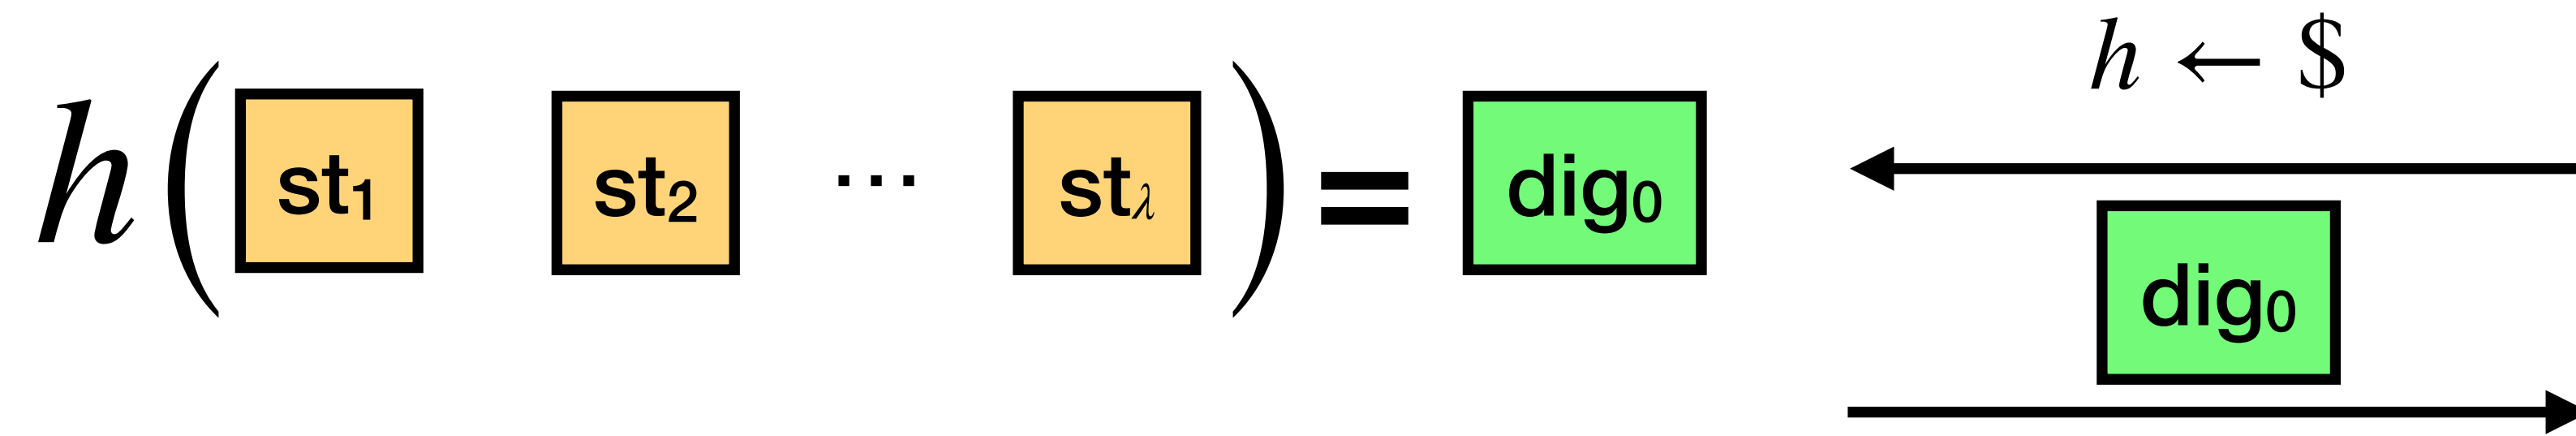 h ← $
h ( st₁ st₂ ⋯ st_λ ) = dig₀
dig₀